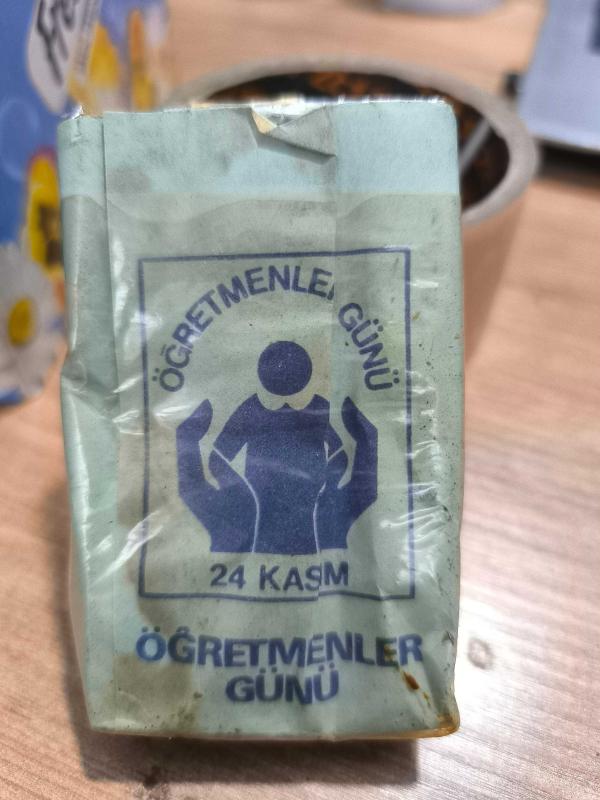 ÖĞRETMENLER GÜNÜ
24 KASIM
ÖĞRETMENLER
GÜNÜ